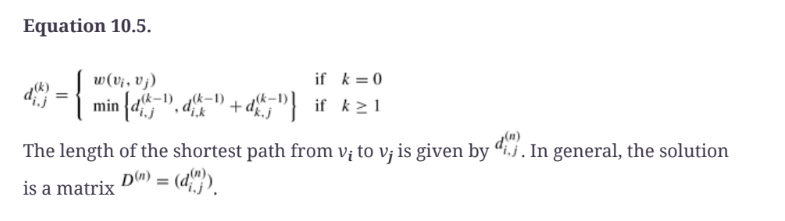 Equation 10.5.
d_{i,j}^{(k)} = { w(v_i, v_j) if k = 0
min {d_{i,j}^{(k−1)}, d_{i,k}^{(k−1)} + d_{k,j}^{(k−1)}} if k ≥ 1
The length of the shortest path from v_i to v_j is given by d_{i,j}^{(n)}. In general, the solution
is a matrix D^{(n)} = (d_{i,j}^{(n)}).